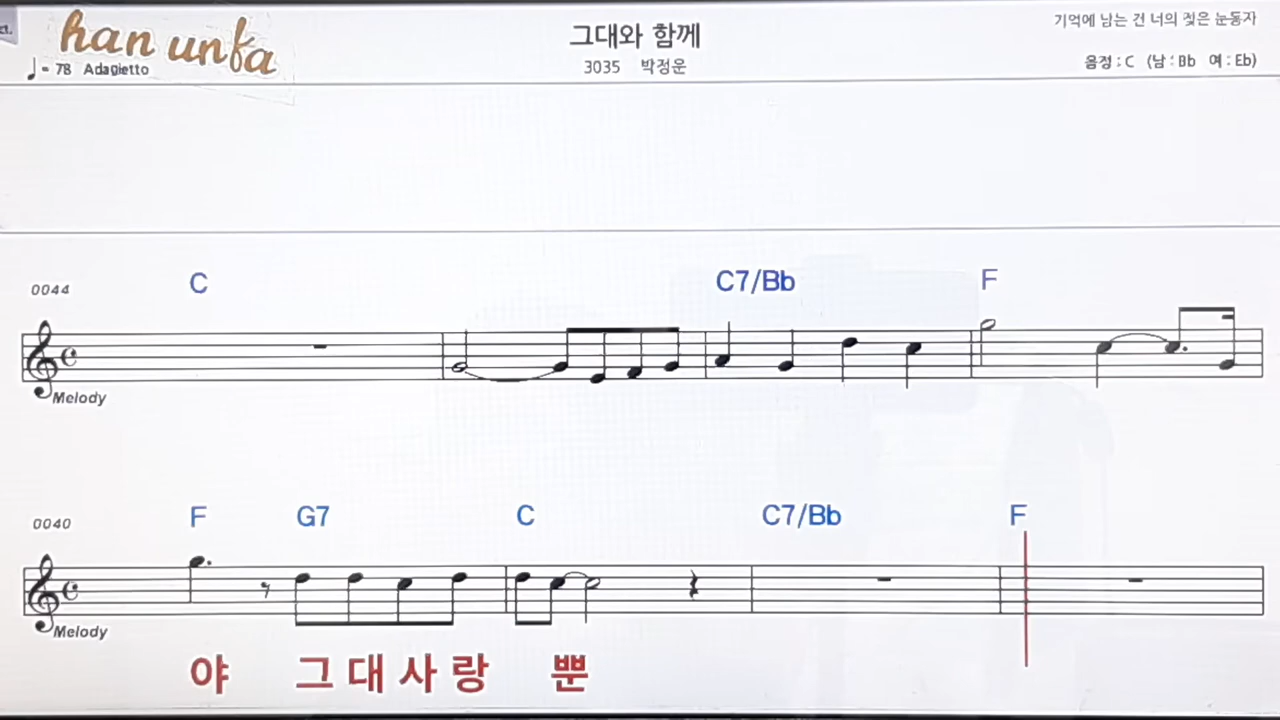 ct.
han unfa
♩= 78 Adagietto
그대와 함께
3035 박정운
기억에 남는 건 너의 젖은 눈동자
음정 : C (남 : Bb 여 : Eb)
0044
C C7/Bb F
Melody
0040
F G7 C C7/Bb F
Melody
야 그 대 사 랑 뿐